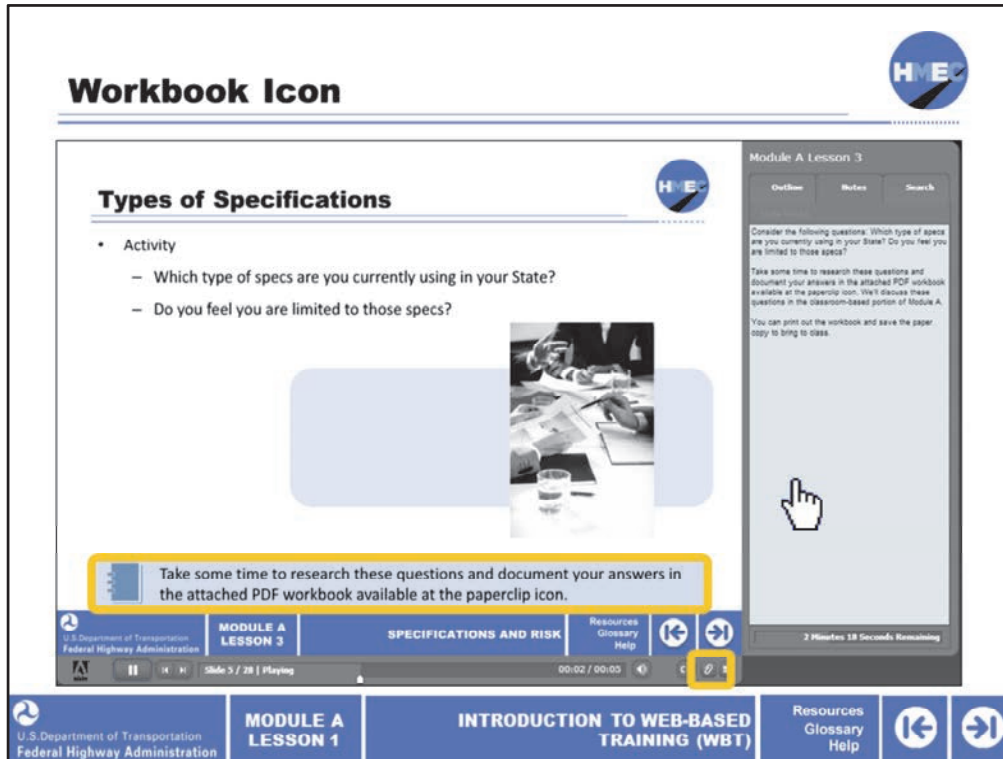 Workbook Icon
HMEC
Types of Specifications
HMEC
• Activity
– Which type of specs are you currently using in your State?
– Do you feel you are limited to those specs?
Take some time to research these questions and document your answers in
the attached PDF workbook available at the paperclip icon.
U.S.Department of Transportation
Federal Highway Administration
MODULE A
LESSON 3
SPECIFICATIONS AND RISK
Resources
Glossary
Help
Slide 5 / 28 | Playing
00:02 / 00:03
Module A Lesson 3
Outline
Notes
Search
Consider the following questions: Which type of specs
are you currently using in your State? Do you feel you
are limited to those specs?
Take some time to research these questions and
document your answers in the attached PDF workbook
available at the paperclip icon. We'll discuss these
questions in the classroom-based portion of Module A.
You can print out the workbook and save the paper
copy to bring to class.
2 Minutes 18 Seconds Remaining
U.S.Department of Transportation
Federal Highway Administration
MODULE A
LESSON 1
INTRODUCTION TO WEB-BASED
TRAINING (WBT)
Resources
Glossary
Help